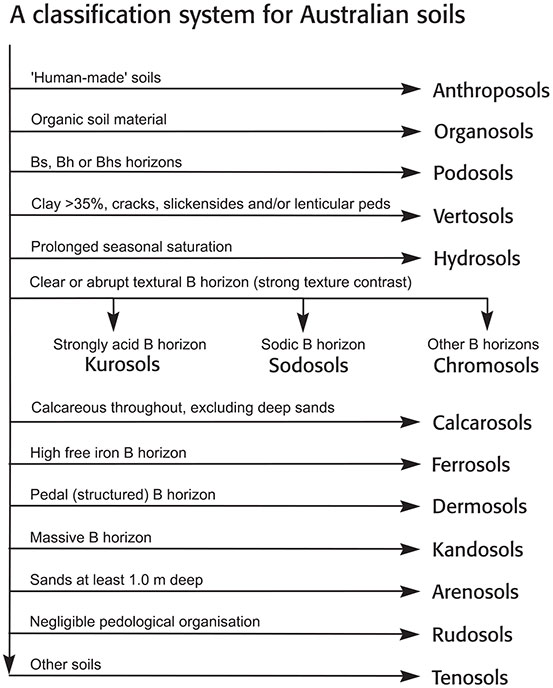 A classification system for Australian soils
'Human-made' soils
Anthroposols
Organic soil material
Organosols
Bs, Bh or Bhs horizons
Podosols
Clay >35%, cracks, slickensides and/or lenticular peds
Vertosols
Prolonged seasonal saturation
Hydrosols
Clear or abrupt textural B horizon (strong texture contrast)
Strongly acid B horizon
Kurosols
Sodic B horizon
Sodosols
Other B horizons
Chromosols
Calcareous throughout, excluding deep sands
Calcarosols
High free iron B horizon
Ferrosols
Pedal (structured) B horizon
Dermosols
Massive B horizon
Kandosols
Sands at least 1.0 m deep
Arenosols
Negligible pedological organisation
Rudosols
Other soils
Tenosols